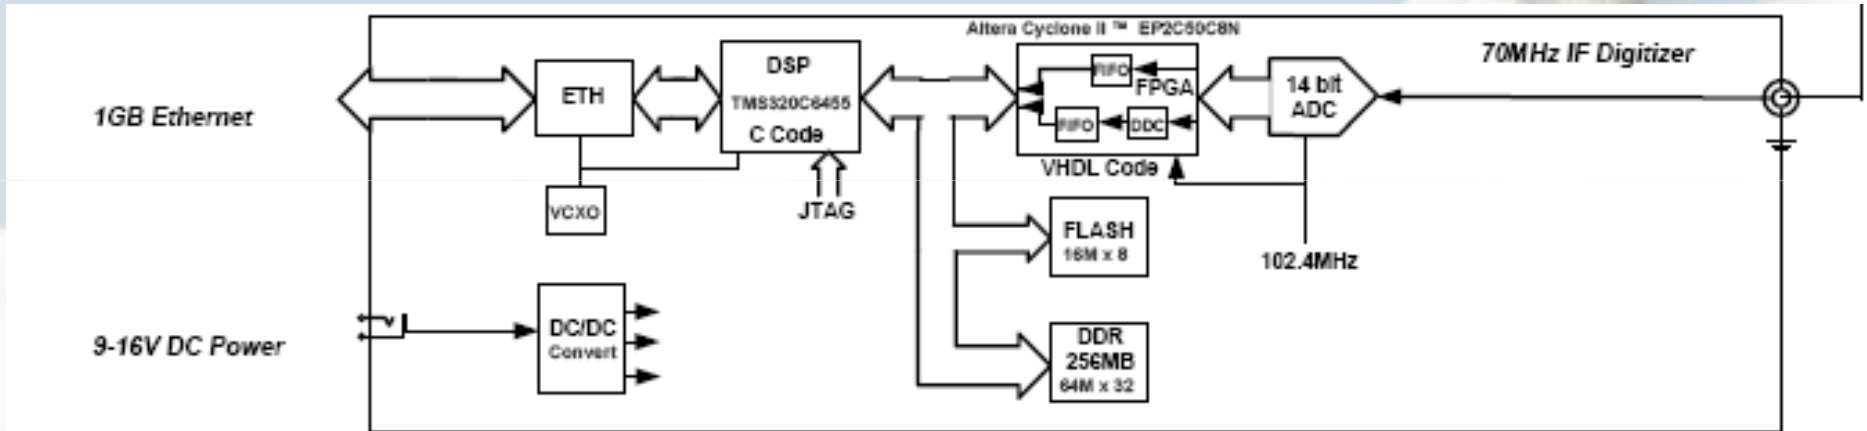 Altera Cyclone II ™ EP2C50C8N
70MHz IF Digitizer
1GB Ethernet
ETH
DSP
TMS320C6455
C Code
FIFO
FPGA
FIFO
DDC
14 bit
ADC
VHDL Code
VCXO
JTAG
FLASH
16M x 8
102.4MHz
9-16V DC Power
DC/DC
Convert
DDR
256MB
64M x 32